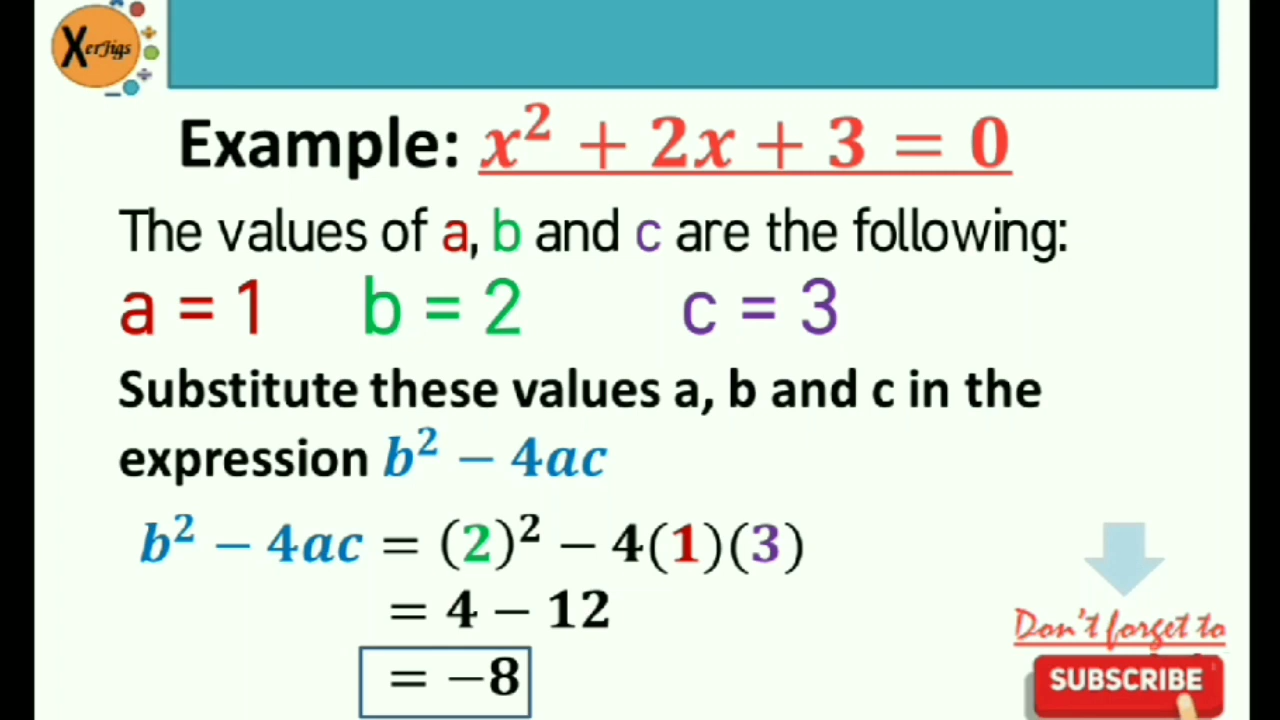 Xerjigs
Example: x² + 2x + 3 = 0
The values of a, b and c are the following:
a = 1 b = 2 c = 3
Substitute these values a, b and c in the
expression b² − 4ac
b² − 4ac = (2)² − 4(1)(3)
= 4 − 12
= −8
Don't forget to
SUBSCRIBE